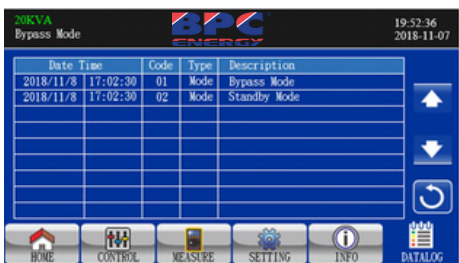 20KVA
Bypass Mode
BPC
ENERGY
19:52:36
2018-11-07
Date Time Code Type Description
2018/11/8 17:02:30 01 Mode Bypass Mode
2018/11/8 17:02:30 02 Mode Standby Mode
HOME CONTROL MEASURE SETTING INFO DATALOG